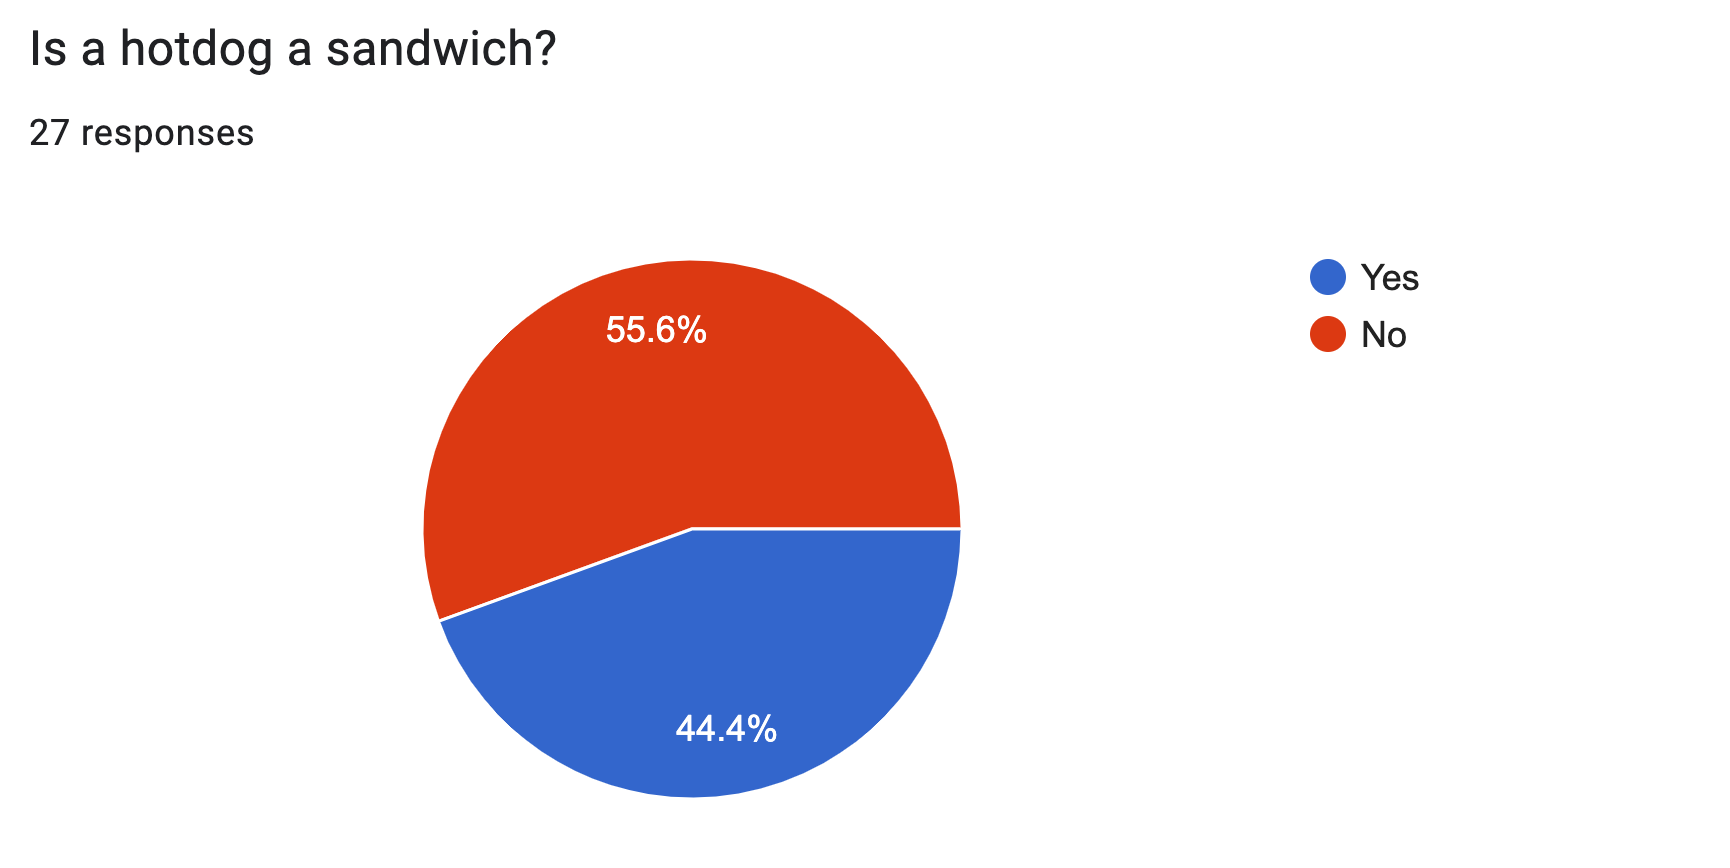 Is a hotdog a sandwich?
27 responses
55.6%
44.4%
Yes
No